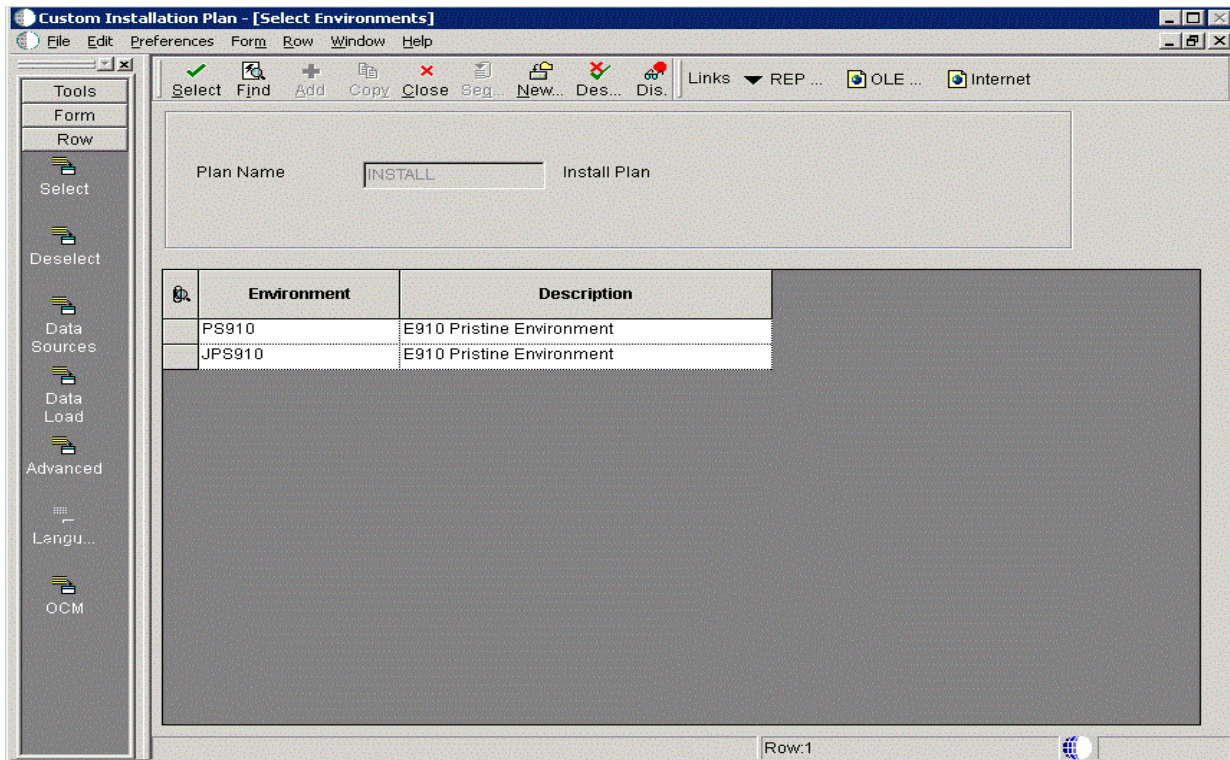 Custom Installation Plan - [Select Environments]
File Edit Preferences Form Row Window Help
Select Find Add Copy Close Seq... New... Des... Dis. Links REP ... OLE ... Internet
Tools
Form
Row
Select
Deselect
Data
Sources
Data
Load
Advanced
Langu...
OCM
Plan Name INSTALL Install Plan
Environment Description
PS910 E910 Pristine Environment
JPS910 E910 Pristine Environment
Row:1